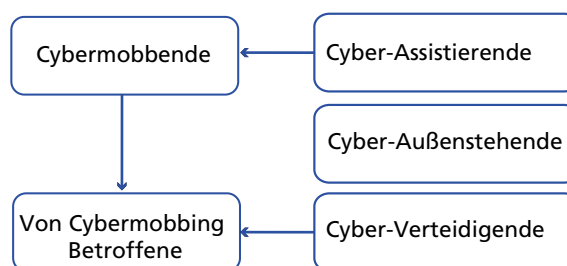 Cybermobbende
Cyber-Assistierende
Cyber-Außenstehende
Von Cybermobbing
Betroffene
Cyber-Verteidigende